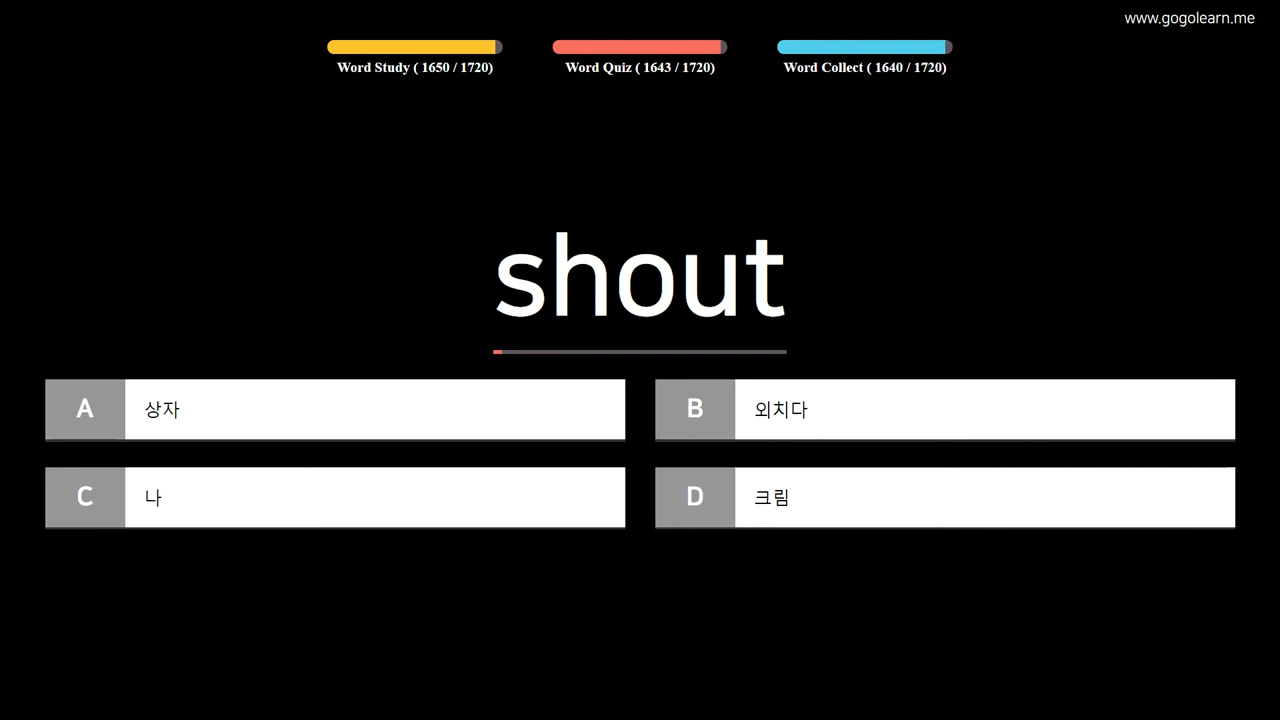 www.gogolearn.me
Word Study ( 1650 / 1720)
Word Quiz ( 1643 / 1720)
Word Collect ( 1640 / 1720)
shout
A 상자
B 외치다
C 나
D 크림